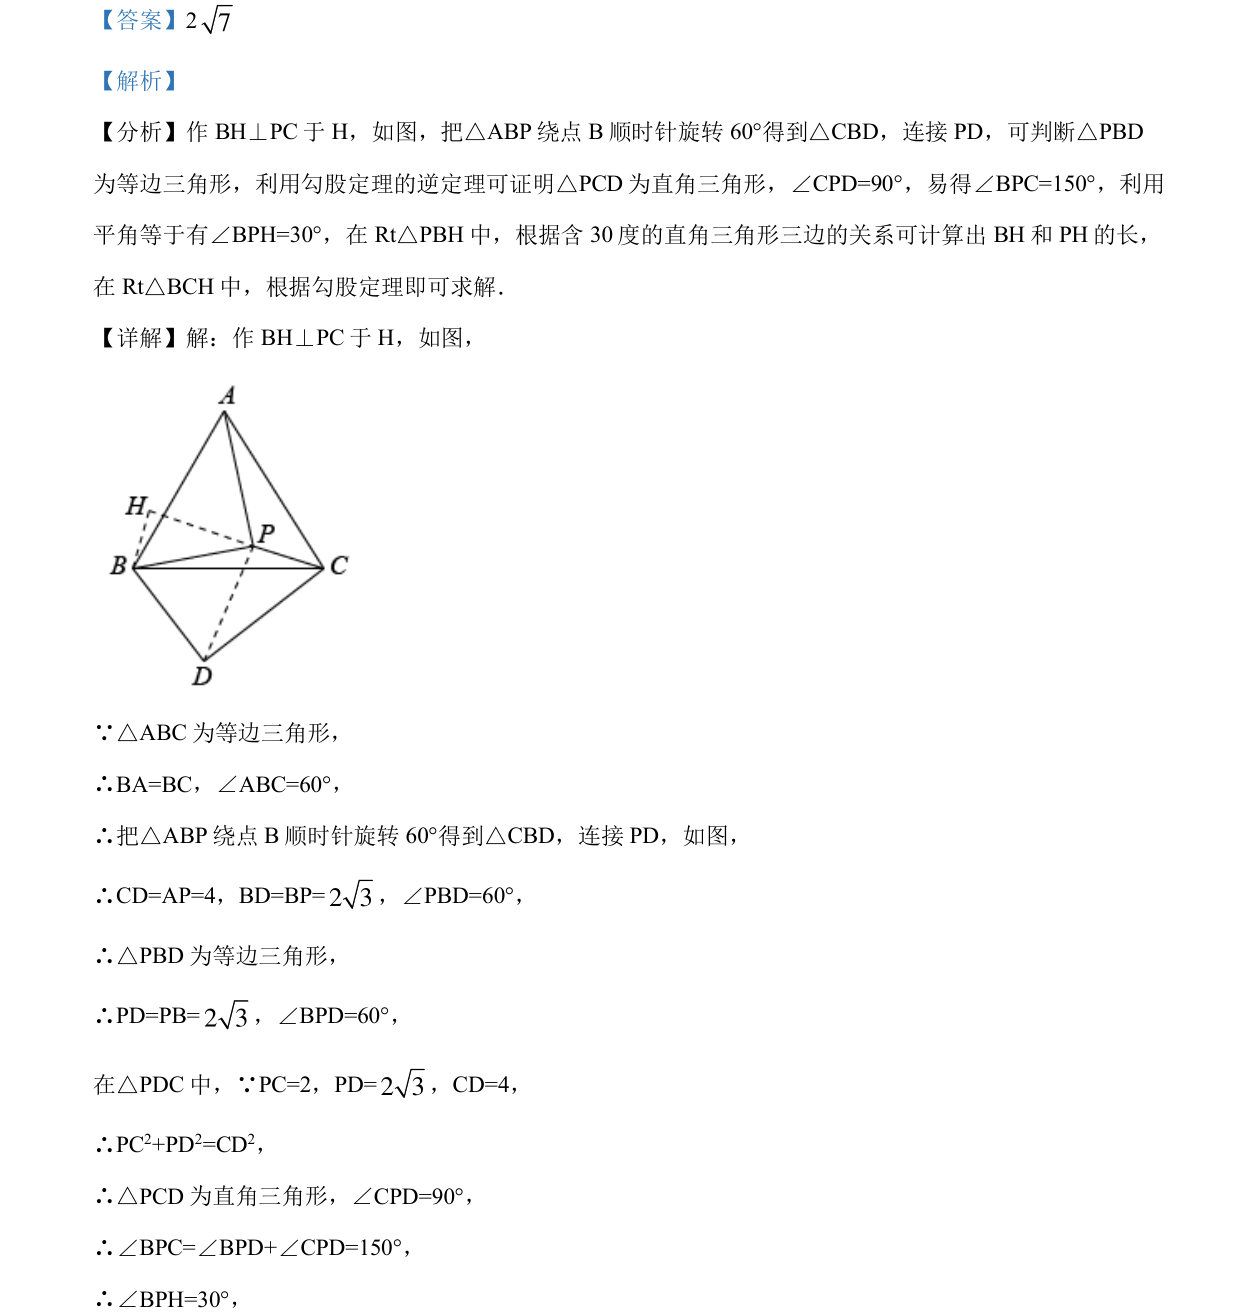 【答案】2√7
【解析】
【分析】作 BH⊥PC 于 H，如图，把△ABP 绕点 B 顺时针旋转 60°得到△CBD，连接 PD，可判断△PBD
为等边三角形，利用勾股定理的逆定理可证明△PCD 为直角三角形，∠CPD=90°，易得∠BPC=150°，利用
平角等于有∠BPH=30°，在 Rt△PBH 中，根据含 30 度的直角三角形三边的关系可计算出 BH 和 PH 的长，
在 Rt△BCH 中，根据勾股定理即可求解．
【详解】解：作 BH⊥PC 于 H，如图，
A
H
P
B
C
D
∵△ABC 为等边三角形，
∴BA=BC，∠ABC=60°，
∴把△ABP 绕点 B 顺时针旋转 60°得到△CBD，连接 PD，如图，
∴CD=AP=4，BD=BP=2√3，∠PBD=60°，
∴△PBD 为等边三角形，
∴PD=PB=2√3，∠BPD=60°，
在△PDC 中，∵PC=2，PD=2√3，CD=4，
∴PC²+PD²=CD²，
∴△PCD 为直角三角形，∠CPD=90°，
∴∠BPC=∠BPD+∠CPD=150°，
∴∠BPH=30°，